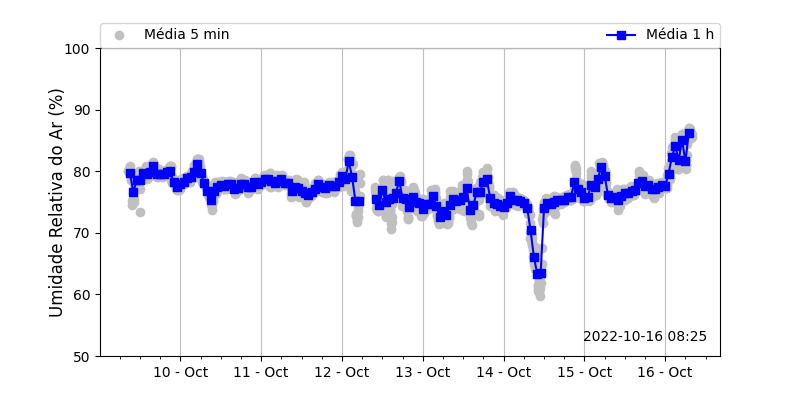 Média 5 min
Média 1 h
100
90
80
70
60
50
Umidade Relativa do Ar (%)
2022-10-16 08:25
10 - Oct
11 - Oct
12 - Oct
13 - Oct
14 - Oct
15 - Oct
16 - Oct